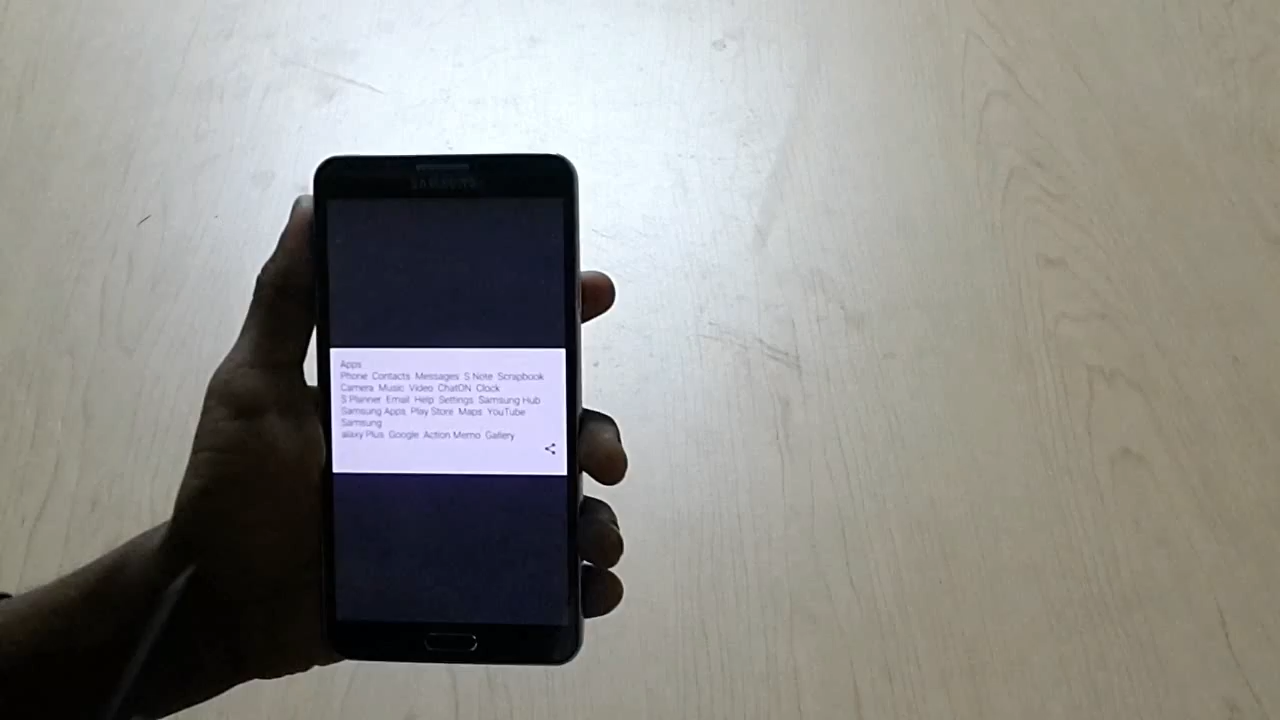 SAMSUNG
Apps
Phone Contacts Messages S Note Scrapbook
Camera Music Video ChatON Clock
S Planner Email Help Settings Samsung Hub
Samsung Apps Play Store Maps YouTube
Samsung
alaxy Plus Google Action Memo Gallery